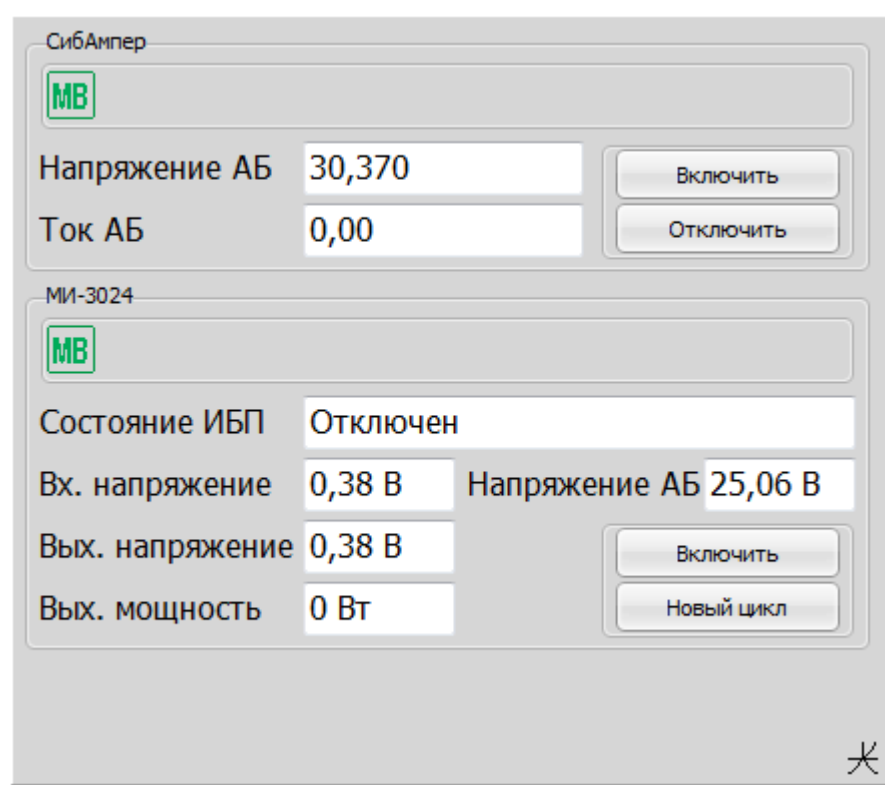 СибАмпер
МВ
Напряжение АБ 30,370 Включить
Ток АБ 0,00 Отключить
МИ-3024
МВ
Состояние ИБП Отключен
Вх. напряжение 0,38 В Напряжение АБ 25,06 В
Вых. напряжение 0,38 В Включить
Вых. мощность 0 Вт Новый цикл